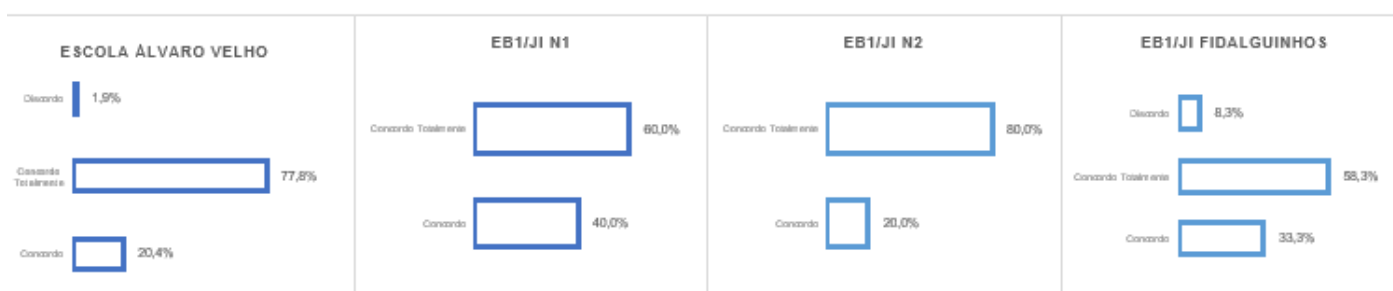 ESCOLA ÁLVARO VELHO
Discordo 1,9%
Concordo
Totalmente 77,8%
Concordo 20,4%
EB1/JI N1
Concordo Totalmente 60,0%
Concordo 40,0%
EB1/JI N2
Concordo Totalmente 80,0%
Concordo 20,0%
EB1/JI FIDALGUINHOS
Discordo 8,3%
Concordo Totalmente 58,3%
Concordo 33,3%